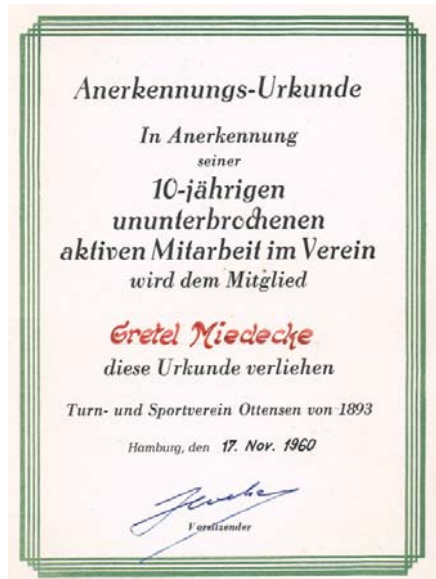 Anerkennungs-Urkunde
In Anerkennung
seiner
10-jährigen
ununterbrochenen
aktiven Mitarbeit im Verein
wird dem Mitglied
Gretel Miedecke
diese Urkunde verliehen
Turn- und Sportverein Ottensen von 1893
Hamburg, den 17. Nov. 1960
Vorsitzender